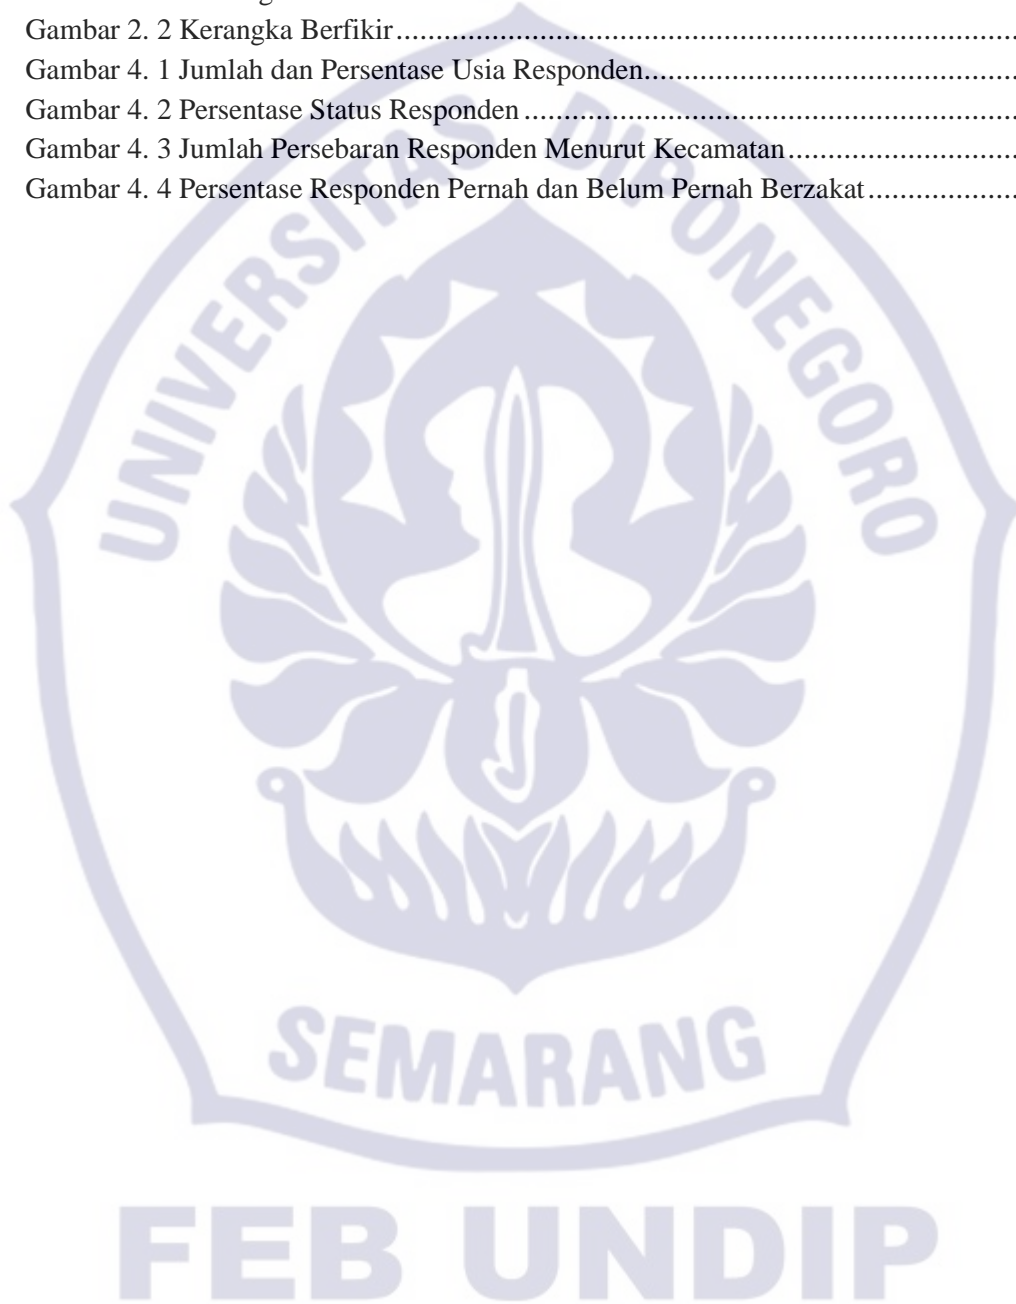 Gambar 2. 2 Kerangka Berfikir................................................................................................
Gambar 4. 1 Jumlah dan Persentase Usia Responden..........................................................
Gambar 4. 2 Persentase Status Responden...........................................................................
Gambar 4. 3 Jumlah Persebaran Responden Menurut Kecamatan....................................
Gambar 4. 4 Persentase Responden Pernah dan Belum Pernah Berzakat.......................
UNIVERSITAS DIPONEGORO
SEMARANG
FEB UNDIP